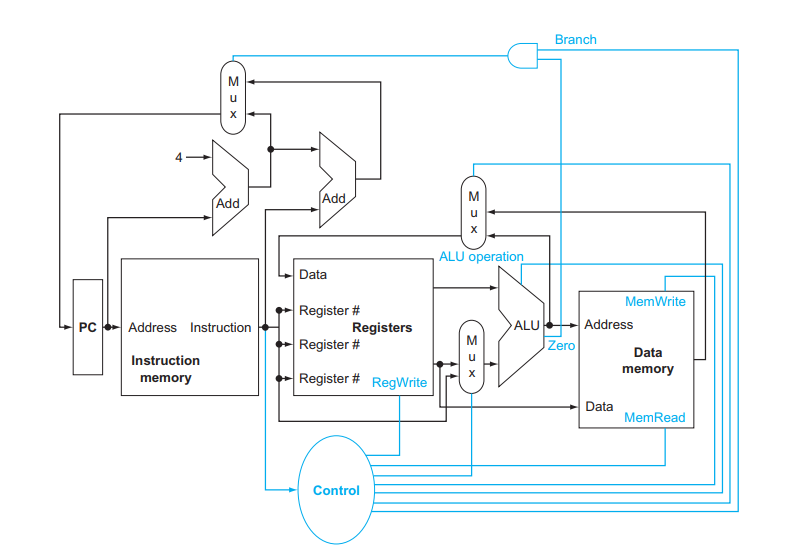 Branch
M
u
x
4
Add
Add
M
u
x
ALU operation
Data
Register #
Registers
Register #
Register #
RegWrite
PC
Address
Instruction
Instruction
memory
M
u
x
ALU
Zero
MemWrite
Address
Data
memory
Data
MemRead
Control